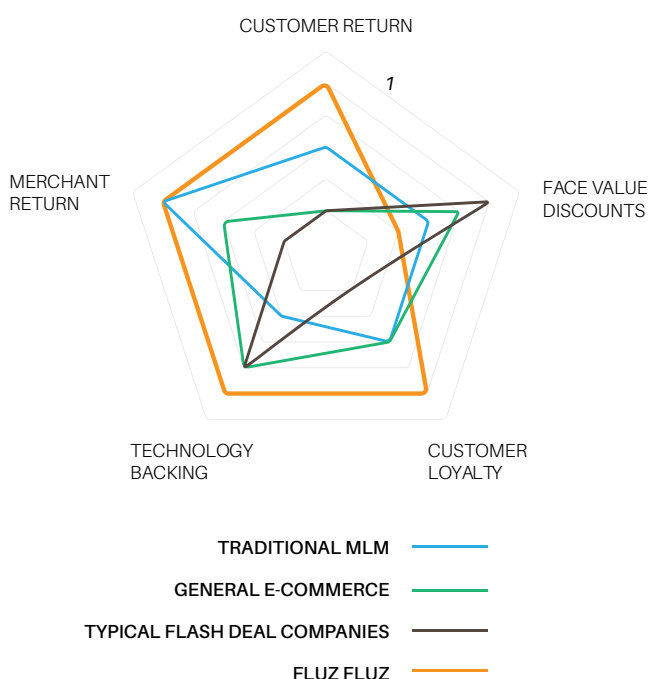 CUSTOMER RETURN
1
MERCHANT
RETURN
FACE VALUE
DISCOUNTS
TECHNOLOGY
BACKING
CUSTOMER
LOYALTY
TRADITIONAL MLM
GENERAL E-COMMERCE
TYPICAL FLASH DEAL COMPANIES
FLUZ FLUZ